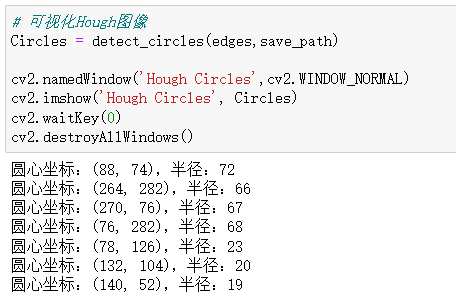 # 可视化Hough图像
Circles = detect_circles(edges,save_path)
cv2.namedWindow('Hough Circles',cv2.WINDOW_NORMAL)
cv2.imshow('Hough Circles', Circles)
cv2.waitKey(0)
cv2.destroyAllWindows()
圆心坐标：(88, 74)，半径：72
圆心坐标：(264, 282)，半径：66
圆心坐标：(270, 76)，半径：67
圆心坐标：(76, 282)，半径：68
圆心坐标：(78, 126)，半径：23
圆心坐标：(132, 104)，半径：20
圆心坐标：(140, 52)，半径：19